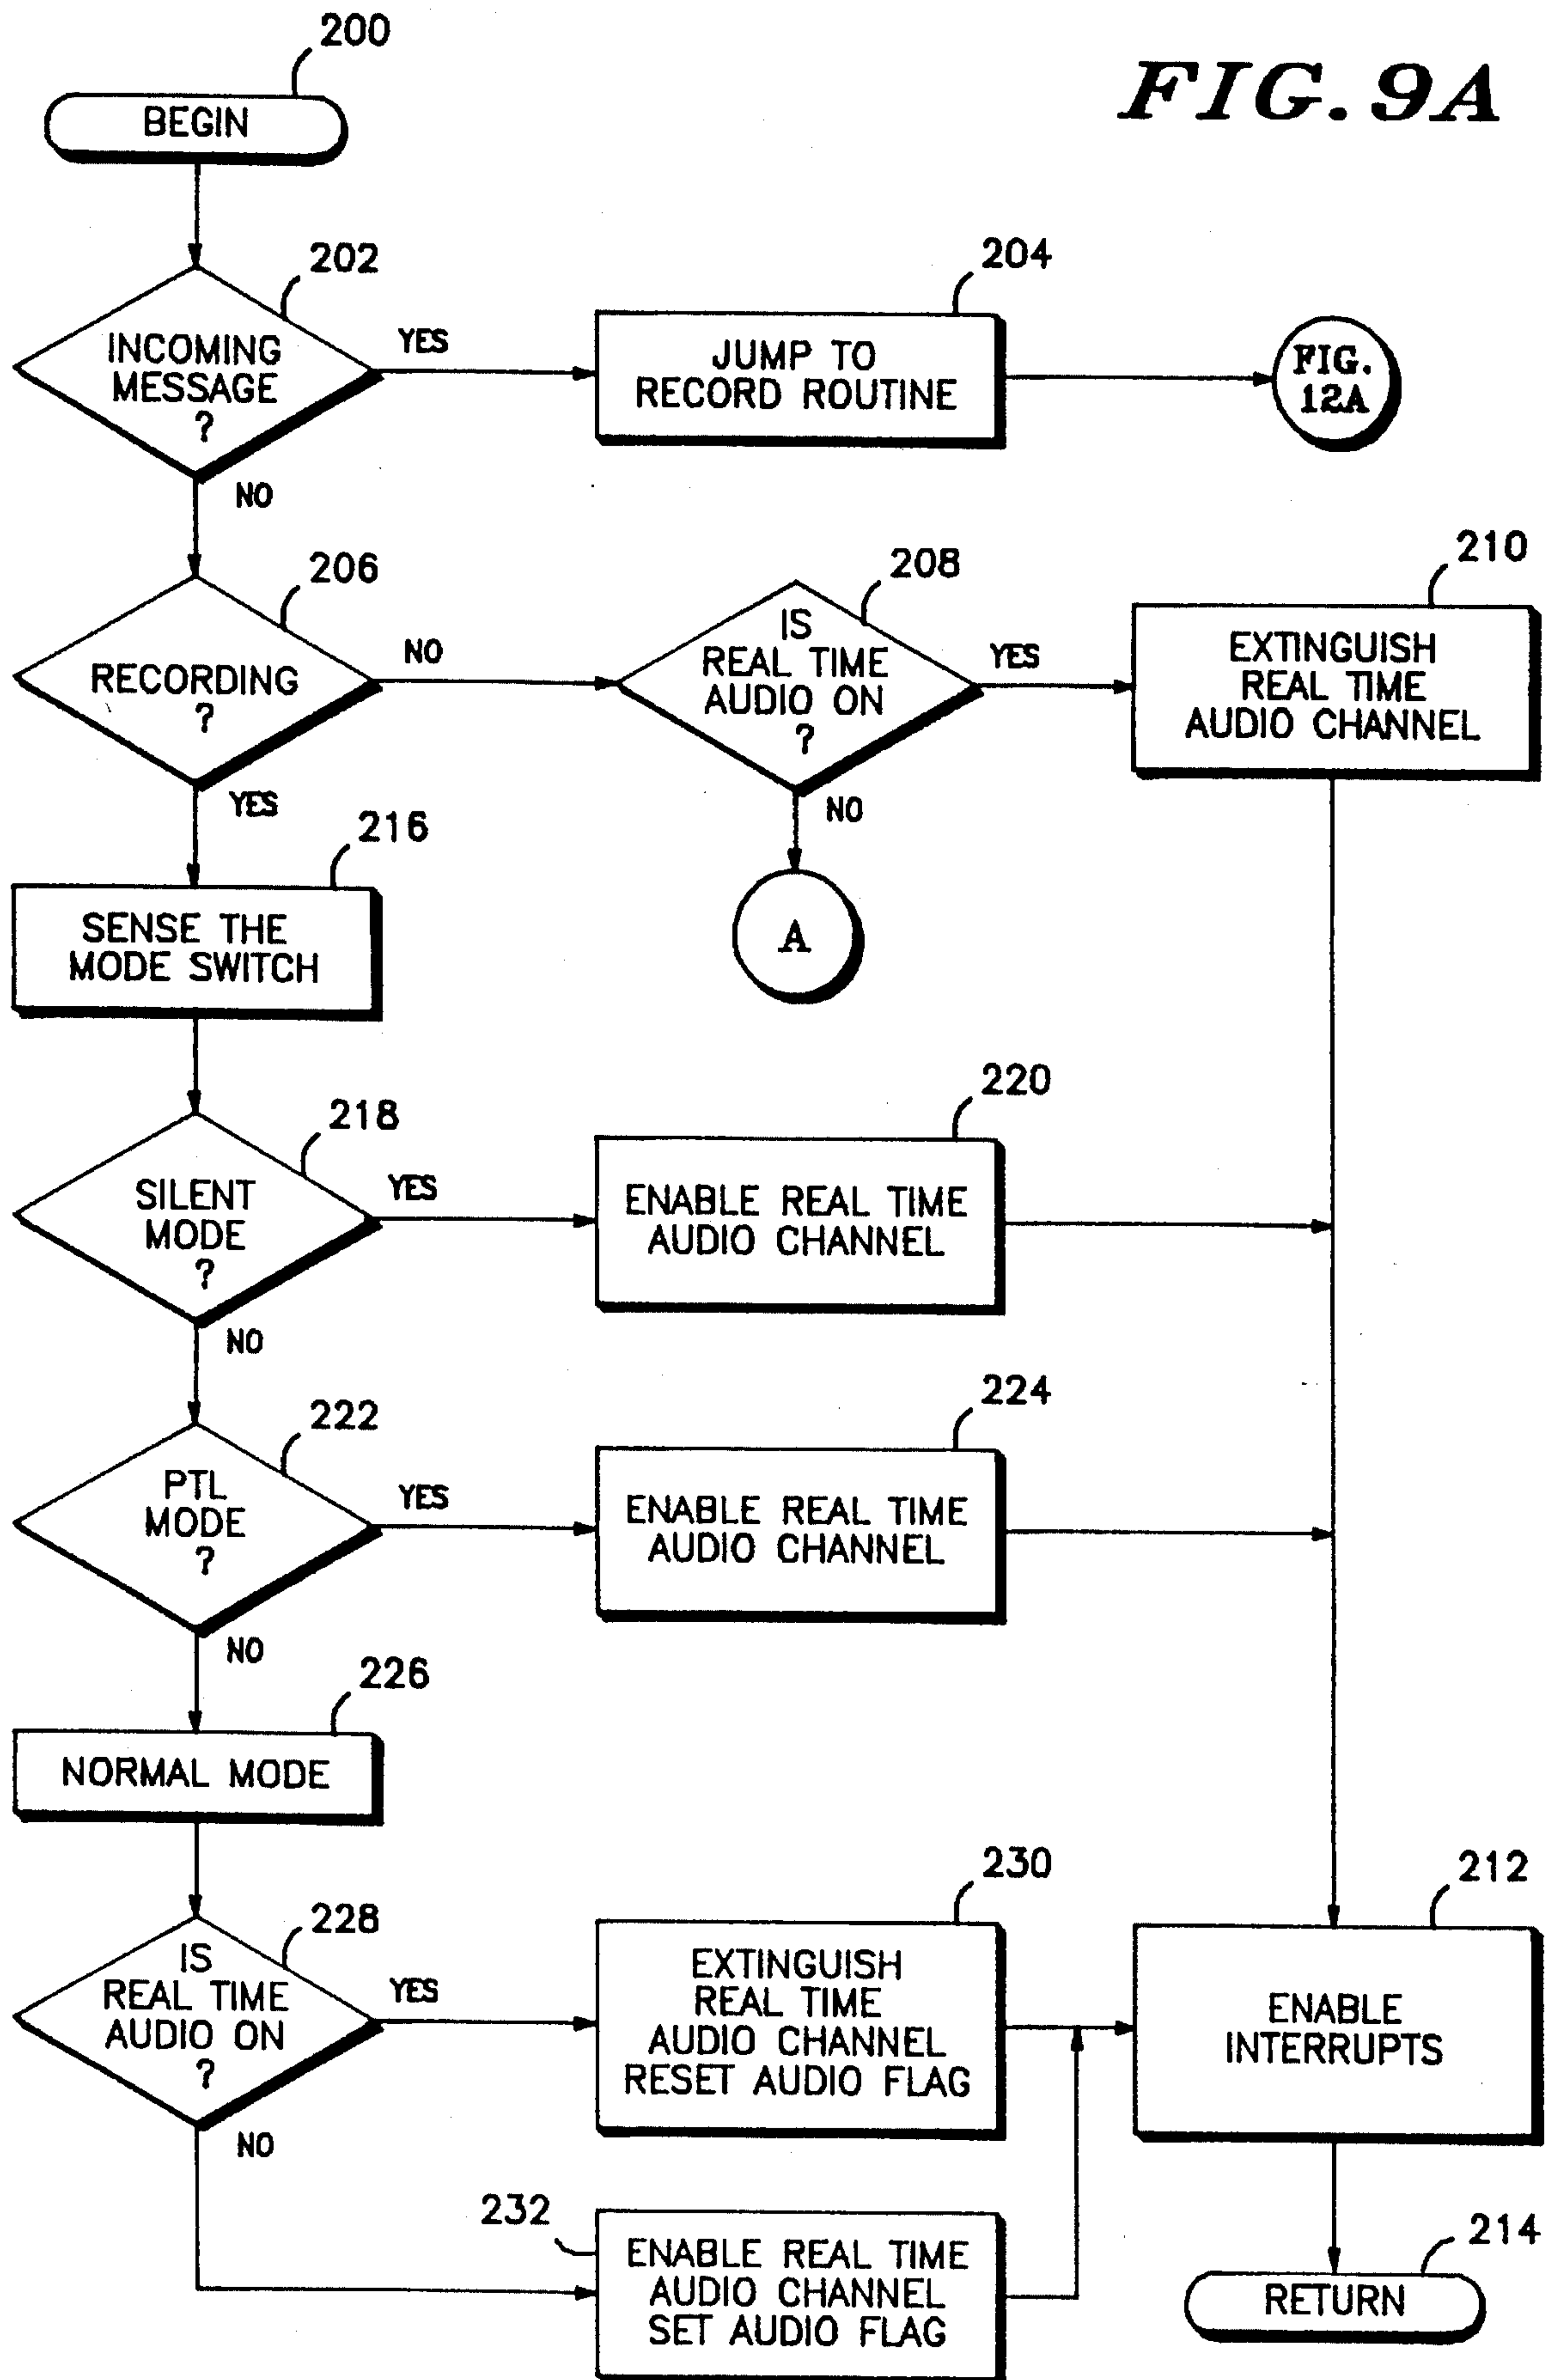 FIG. 9A
200
BEGIN
202
INCOMING
MESSAGE
?
YES
NO
204
JUMP TO
RECORD ROUTINE
FIG.
12A
206
RECORDING
?
NO
YES
208
IS
REAL TIME
AUDIO ON
?
YES
NO
A
210
EXTINGUISH
REAL TIME
AUDIO CHANNEL
216
SENSE THE
MODE SWITCH
218
SILENT
MODE
?
YES
NO
220
ENABLE REAL TIME
AUDIO CHANNEL
222
PTL
MODE
?
YES
NO
224
ENABLE REAL TIME
AUDIO CHANNEL
226
NORMAL MODE
228
IS
REAL TIME
AUDIO ON
?
YES
NO
230
EXTINGUISH
REAL TIME
AUDIO CHANNEL
RESET AUDIO FLAG
212
ENABLE
INTERRUPTS
232
ENABLE REAL TIME
AUDIO CHANNEL
SET AUDIO FLAG
214
RETURN